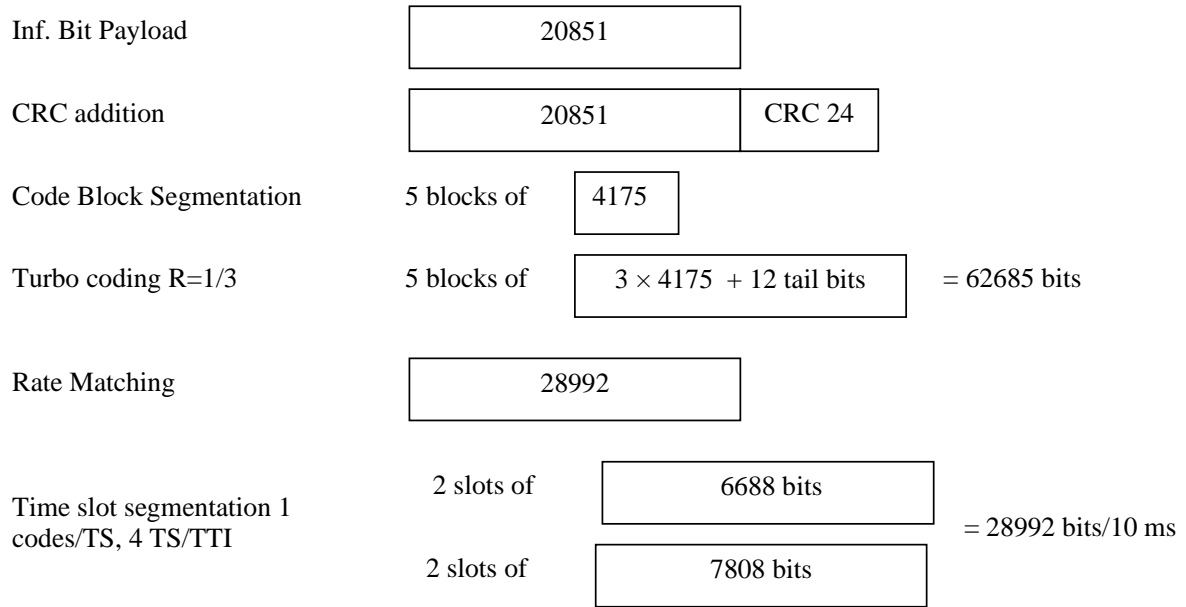 Inf. Bit Payload 20851
CRC addition 20851 CRC 24
Code Block Segmentation 5 blocks of 4175
Turbo coding R=1/3 5 blocks of 3 × 4175 + 12 tail bits = 62685 bits
Rate Matching 28992
2 slots of 6688 bits
Time slot segmentation 1
codes/TS, 4 TS/TTI
= 28992 bits/10 ms
2 slots of 7808 bits